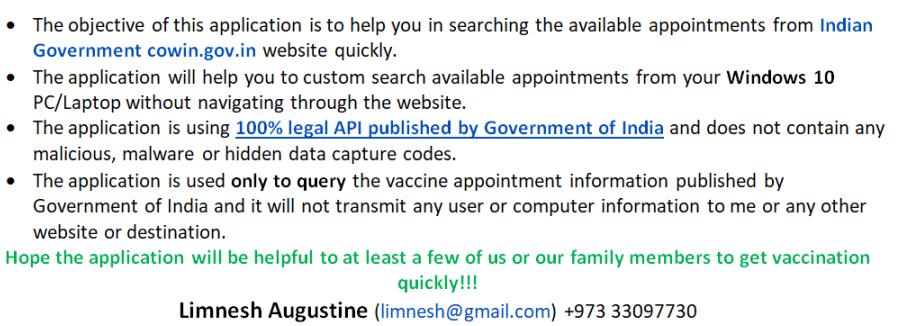 • The objective of this application is to help you in searching the available appointments from Indian
Government cowin.gov.in website quickly.
• The application will help you to custom search available appointments from your Windows 10
PC/Laptop without navigating through the website.
• The application is using 100% legal API published by Government of India and does not contain any
malicious, malware or hidden data capture codes.
• The application is used only to query the vaccine appointment information published by
Government of India and it will not transmit any user or computer information to me or any other
website or destination.
Hope the application will be helpful to at least a few of us or our family members to get vaccination
quickly!!!
Limnesh Augustine (limnesh@gmail.com) +973 33097730